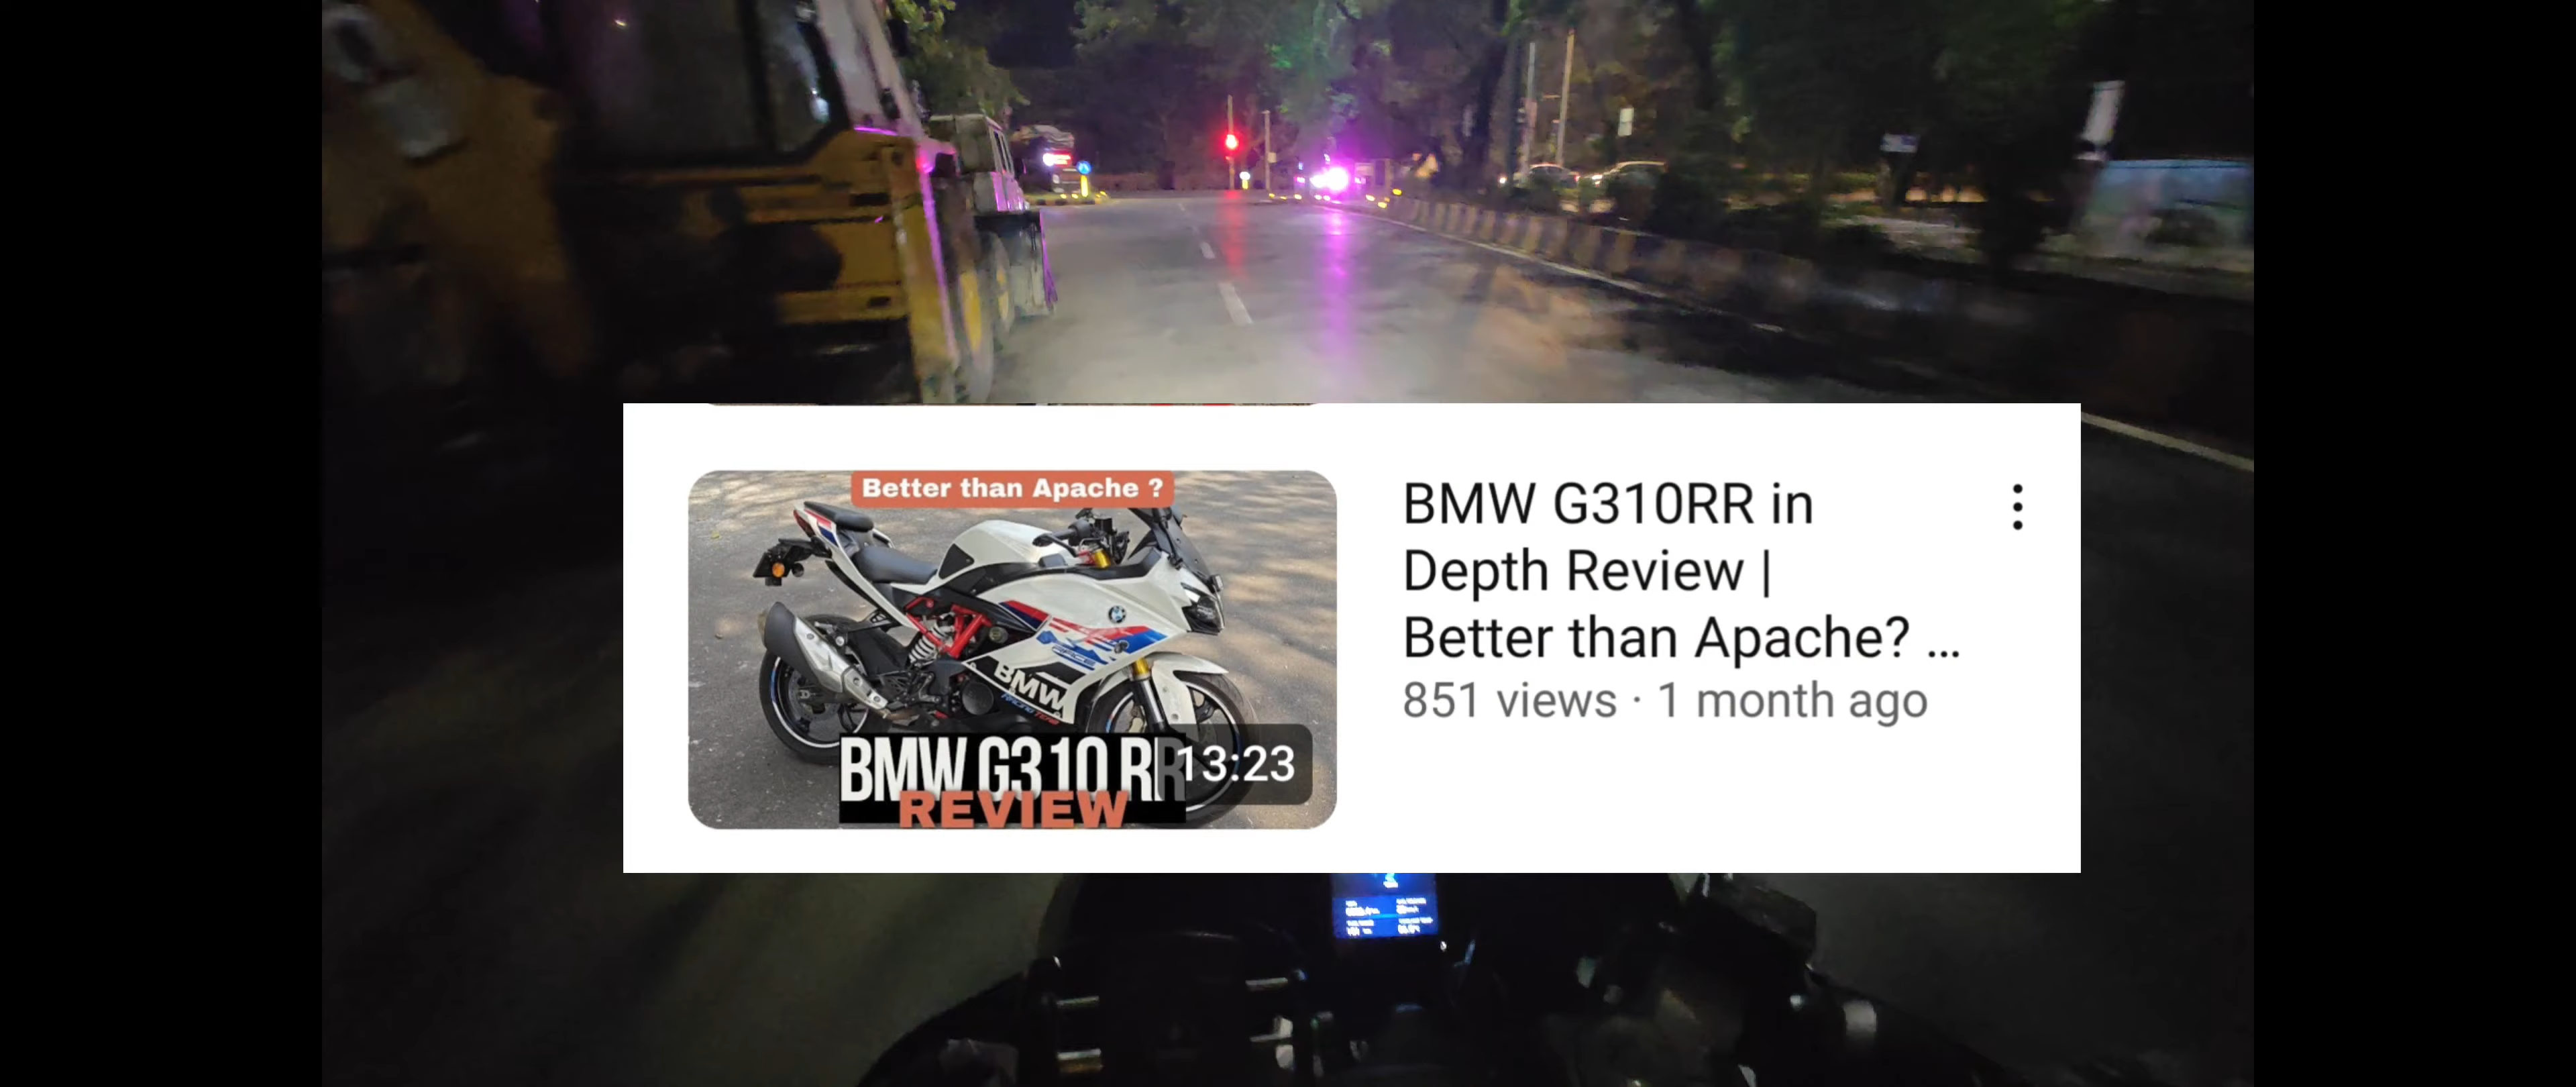 Better than Apache ?
RACE
BMW
BMW G310 RR
REVIEW
13:23
BMW G310RR in
Depth Review |
Better than Apache? ...
851 views · 1 month ago